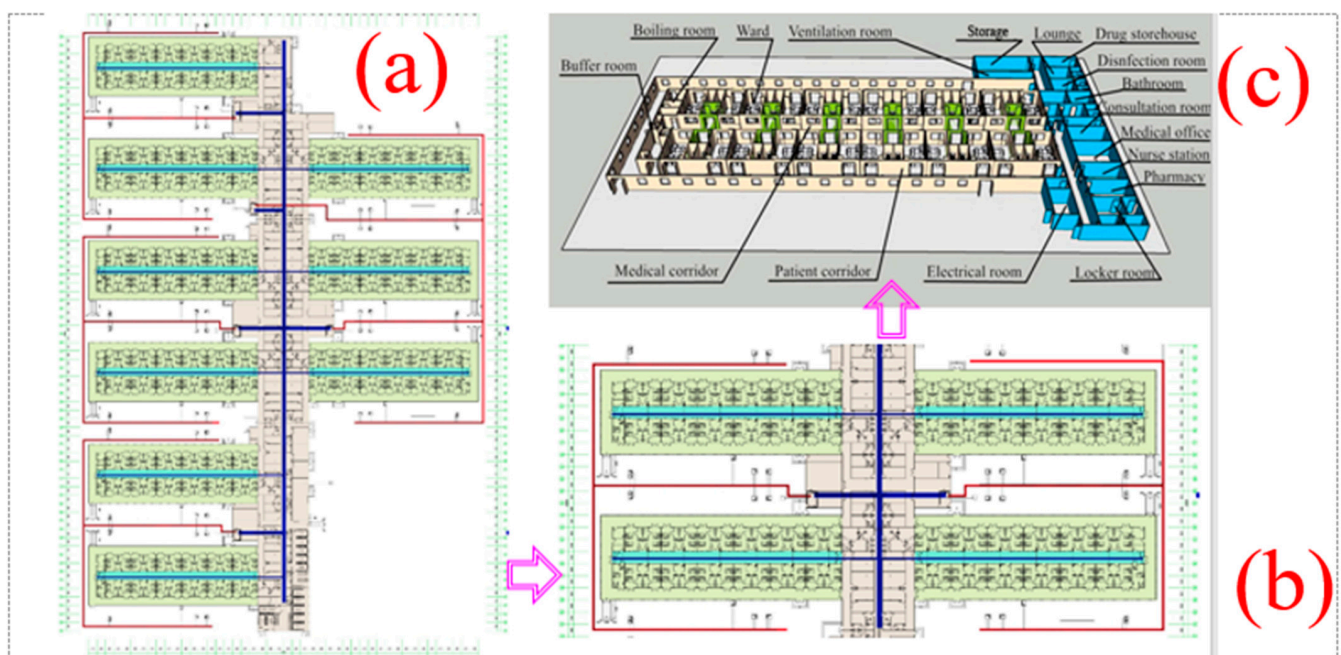 (a)
Boiling room
Ward
Ventilation room
Storage
Lounge
Drug storehouse
Buffer room
Disnfection room
Bathroom
Consultation room
Medical office
Nurse station
Pharmacy
Medical corridor
Patient corridor
Electrical room
Locker room
(c)
(b)